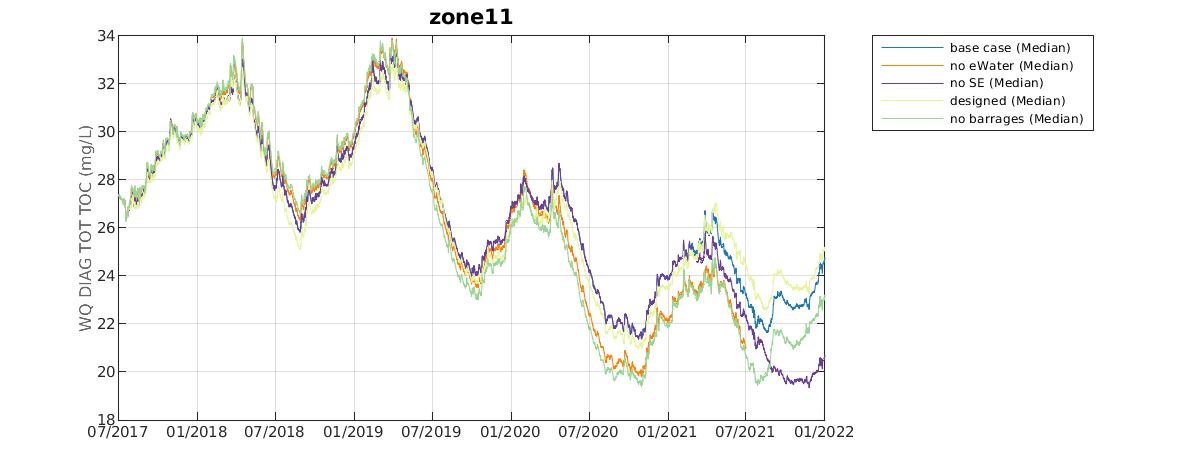 zone11
WQ DIAG TOT TOC (mg/L)
34
32
30
28
26
24
22
20
18
07/2017 01/2018 07/2018 01/2019 07/2019 01/2020 07/2020 01/2021 07/2021 01/2022
base case (Median)
no eWater (Median)
no SE (Median)
designed (Median)
no barrages (Median)